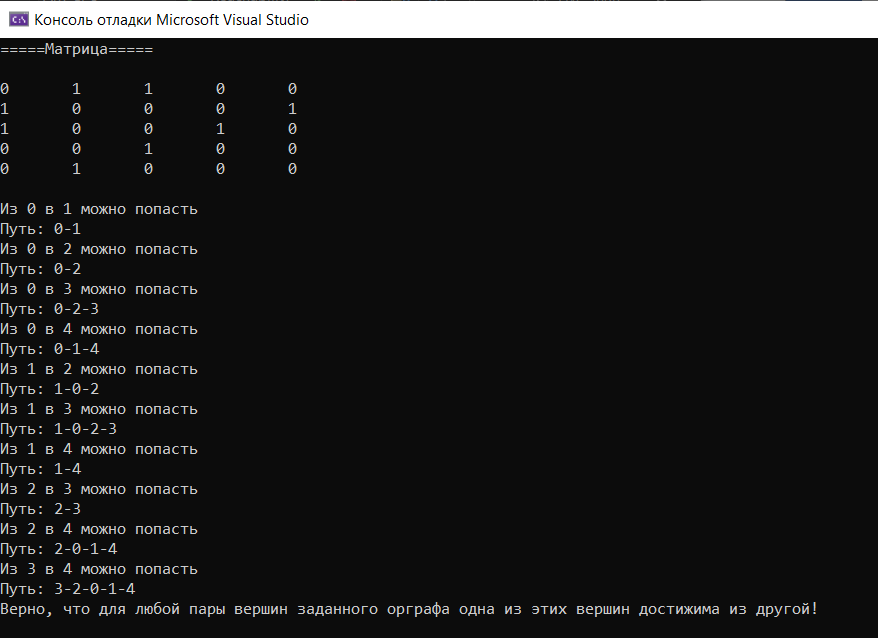 Консоль отладки Microsoft Visual Studio
=====Матрица=====
0 1 1 0 0
1 0 0 0 1
1 0 0 1 0
0 0 1 0 0
0 1 0 0 0
Из 0 в 1 можно попасть
Путь: 0-1
Из 0 в 2 можно попасть
Путь: 0-2
Из 0 в 3 можно попасть
Путь: 0-2-3
Из 0 в 4 можно попасть
Путь: 0-1-4
Из 1 в 2 можно попасть
Путь: 1-0-2
Из 1 в 3 можно попасть
Путь: 1-0-2-3
Из 1 в 4 можно попасть
Путь: 1-4
Из 2 в 3 можно попасть
Путь: 2-3
Из 2 в 4 можно попасть
Путь: 2-0-1-4
Из 3 в 4 можно попасть
Путь: 3-2-0-1-4
Верно, что для любой пары вершин заданного орграфа одна из этих вершин достижима из другой!